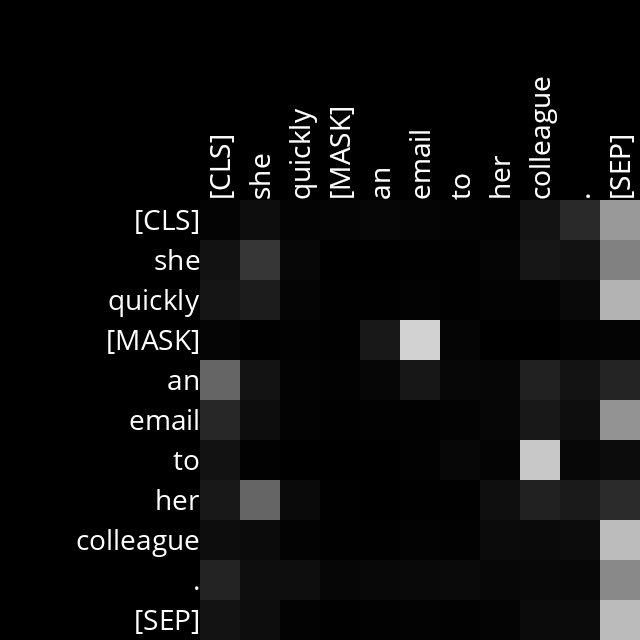 [CLS] she quickly [MASK] an email to her colleague . [SEP]
[CLS]
she
quickly
[MASK]
an
email
to
her
colleague
.
[SEP]